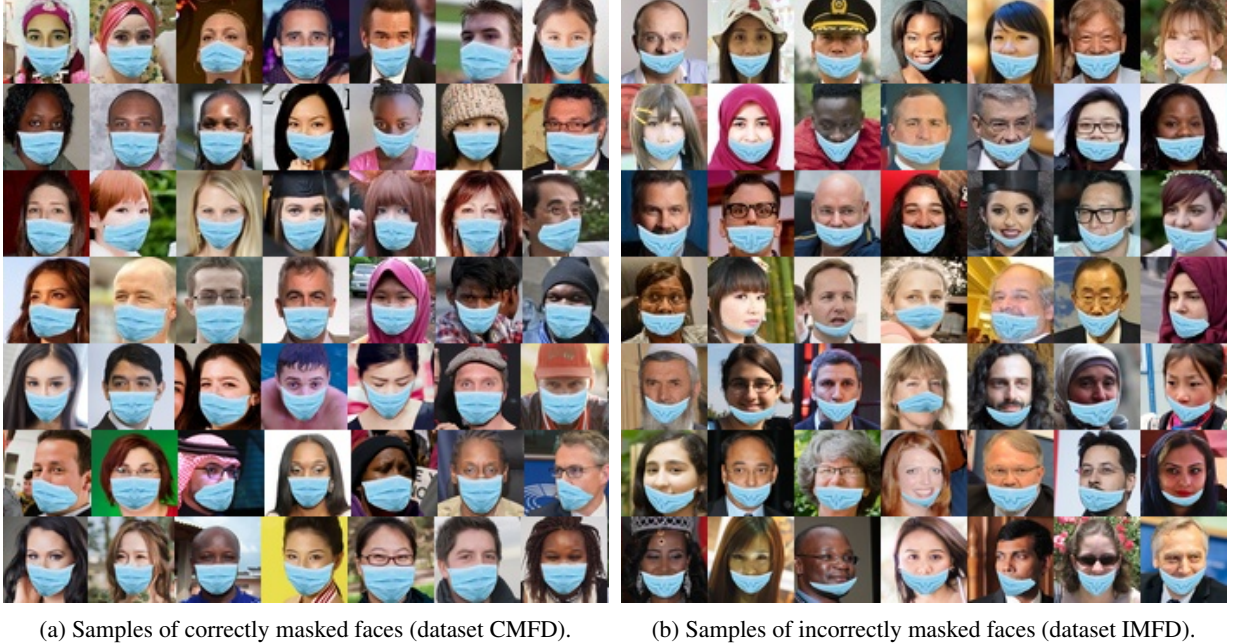 (a) Samples of correctly masked faces (dataset CMFD).
(b) Samples of incorrectly masked faces (dataset IMFD).